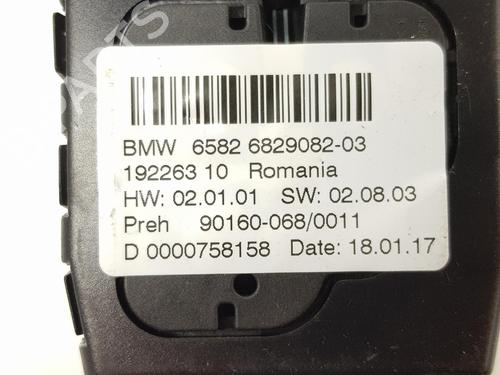 BMW 6582 6829082-03
192263 10 Romania
HW: 02.01.01 SW: 02.08.03
Preh 90160-068/0011
D 0000758158 Date: 18.01.17